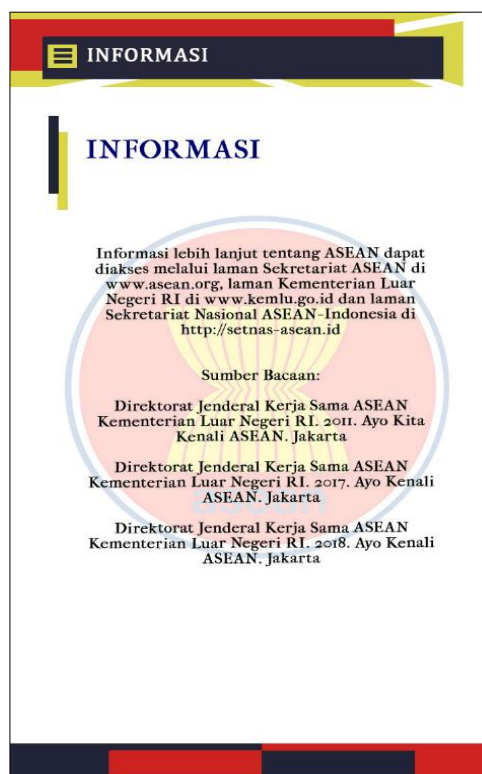 INFORMASI
INFORMASI
Informasi lebih lanjut tentang ASEAN dapat
diakses melalui laman Sekretariat ASEAN di
www.asean.org, laman Kementerian Luar
Negeri RI di www.kemlu.go.id dan laman
Sekretariat Nasional ASEAN-Indonesia di
http://setnas-asean.id
Sumber Bacaan:
Direktorat Jenderal Kerja Sama ASEAN
Kementerian Luar Negeri RI. 2011. Ayo Kita
Kenali ASEAN. Jakarta
Direktorat Jenderal Kerja Sama ASEAN
Kementerian Luar Negeri RI. 2017. Ayo Kenali
ASEAN. Jakarta
asean
Direktorat Jenderal Kerja Sama ASEAN
Kementerian Luar Negeri RI. 2018. Ayo Kenali
ASEAN. Jakarta